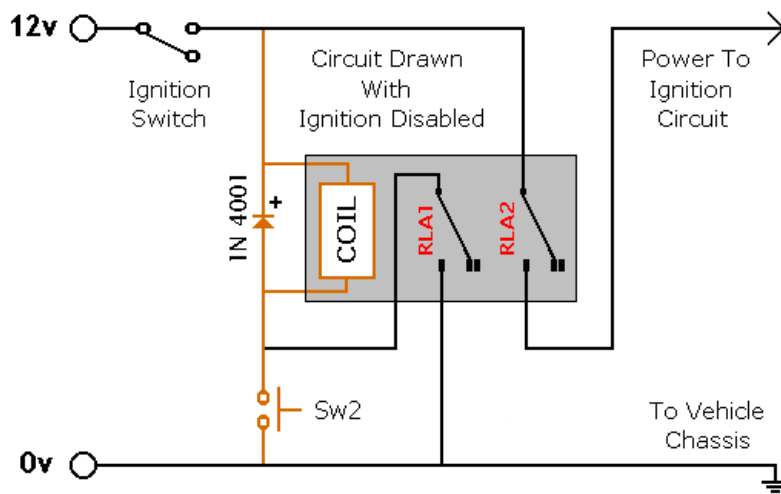 12v
Ignition
Switch
Circuit Drawn
With
Ignition Disabled
Power To
Ignition
Circuit
1N 4001
+
COIL
RLA1
RLA2
Sw2
To Vehicle
Chassis
0v